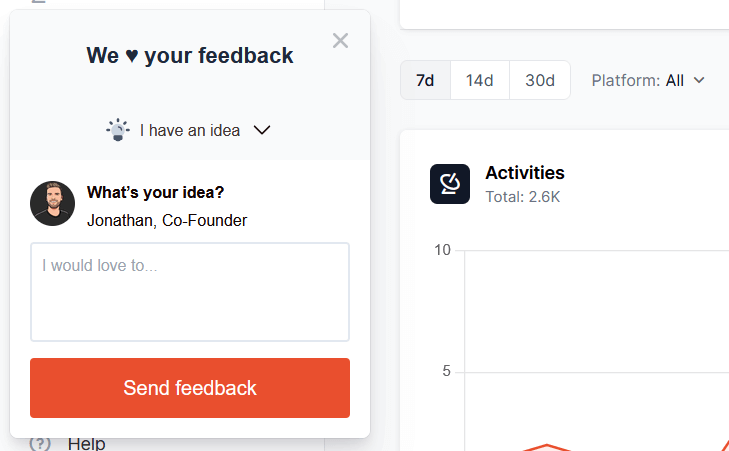 We ♥ your feedback
I have an idea
What's your idea?
Jonathan, Co-Founder
I would love to...
Send feedback
Help
7d 14d 30d Platform: All
Activities
Total: 2.6K
10
5